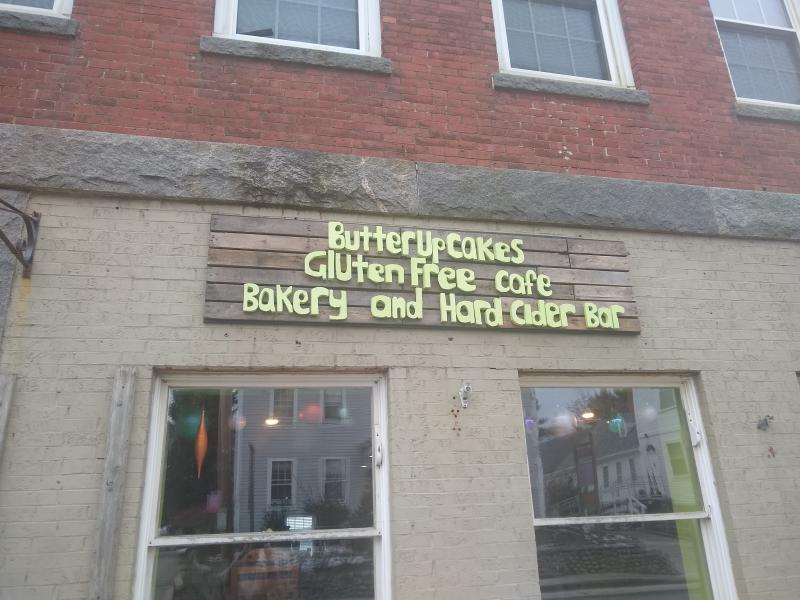 ButterUpcakes
Gluten Free cafe
Bakery and Hard Cider Bar